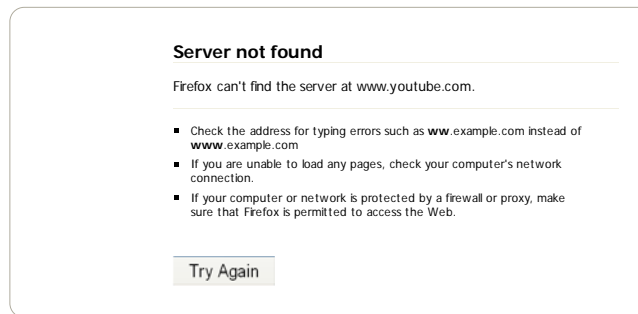 Server not found
Firefox can't find the server at www.youtube.com.
Check the address for typing errors such as ww.example.com instead of
www.example.com
If you are unable to load any pages, check your computer's network
connection.
If your computer or network is protected by a firewall or proxy, make
sure that Firefox is permitted to access the Web.
Try Again